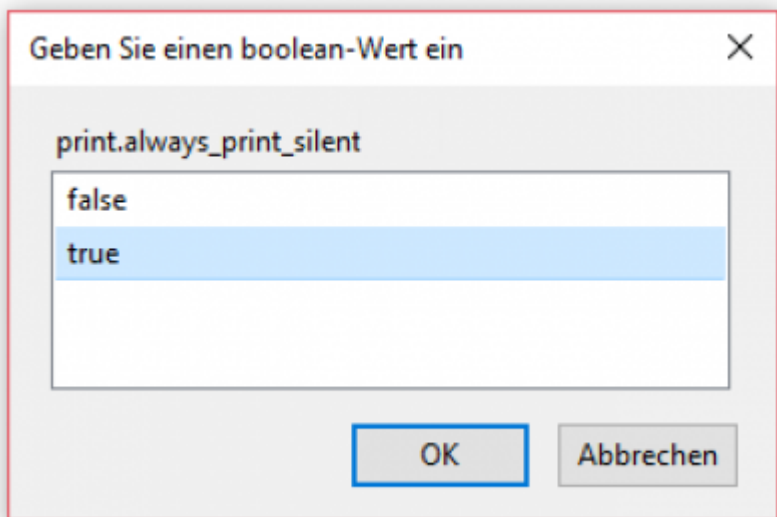 Geben Sie einen boolean-Wert ein
print.always_print_silent
false
true
OK
Abbrechen